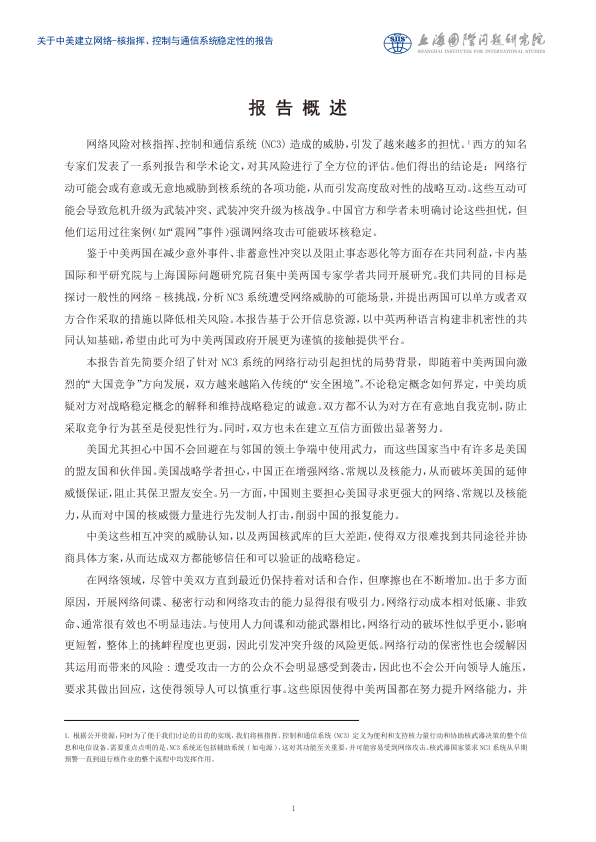 关于中美建立网络-核指挥、控制与通信系统稳定性的报告
SIIS
上海国际问题研究院
SHANGHAI INSTITUTES FOR INTERNATIONAL STUDIES
报告概述
网络风险对核指挥、控制和通信系统 (NC3) 造成的威胁,引发了越来越多的担忧。1西方的知名
专家们发表了一系列报告和学术论文，对其风险进行了全方位的评估。他们得出的结论是：网络行
动可能会或有意或无意地威胁到核系统的各项功能，从而引发高度敌对性的战略互动。这些互动可
能会导致危机升级为武装冲突、武装冲突升级为核战争。中国官方和学者未明确讨论这些担忧，但
他们运用过往案例(如“震网”事件)强调网络攻击可能破坏核稳定。
鉴于中美两国在减少意外事件、非蓄意性冲突以及阻止事态恶化等方面存在共同利益，卡内基
国际和平研究院与上海国际问题研究院召集中美两国专家学者共同开展研究。我们共同的目标是
探讨一般性的网络 – 核挑战，分析 NC3 系统遭受网络威胁的可能场景，并提出两国可以单方或者双
方合作采取的措施以降低相关风险。本报告基于公开信息资源，以中英两种语言构建非机密性的共
同认知基础，希望由此可为中美两国政府开展更为谨慎的接触提供平台。
本报告首先简要介绍了针对 NC3 系统的网络行动引起担忧的局势背景，即随着中美两国向激
烈的“大国竞争”方向发展，双方越来越陷入传统的“安全困境”。不论稳定概念如何界定，中美均质
疑对方对战略稳定概念的解释和维持战略稳定的诚意。双方都不认为对方在有意地自我克制，防止
采取竞争行为甚至是侵犯性行为。同时，双方也未在建立互信方面做出显著努力。
美国尤其担心中国不会回避在与邻国的领土争端中使用武力，而这些国家当中有许多是美国
的盟友国和伙伴国。美国战略学者担心，中国正在增强网络、常规以及核能力，从而破坏美国的延伸
威慑保证，阻止其保卫盟友安全。另一方面，中国则主要担心美国寻求更强大的网络、常规以及核能
力，从而对中国的核威慑力量进行先发制人打击，削弱中国的报复能力。
中美这些相互冲突的威胁认知，以及两国核武库的巨大差距，使得双方很难找到共同途径并协
商具体方案，从而达成双方都能够信任和可以验证的战略稳定。
在网络领域，尽管中美双方直到最近仍保持着对话和合作，但摩擦也在不断增加。出于多方面
原因，开展网络间谍、秘密行动和网络攻击的能力显得很有吸引力。网络行动成本相对低廉、非致
命、通常很有效也不明显违法。与使用人力间谍和动能武器相比，网络行动的破坏性似乎更小，影响
更短暂，整体上的挑衅程度也更弱，因此引发冲突升级的风险更低。网络行动的保密性也会缓解因
其运用而带来的风险：遭受攻击一方的公众不会明显感受到袭击，因此也不会公开向领导人施压，
要求其做出回应，这使得领导人可以慎重行事。这些原因使得中美两国都在努力提升网络能力，并
1. 根据公开资源，同时为了便于我们讨论的目的的实现，我们将核指挥、控制和通信系统 (NC3) 定义为便利和支持核力量行动和协助核武器决策的整个信
息和电信设备。需要重点点明的是，NC3 系统还包括辅助系统（如电源），这对其功能至关重要，并可能容易受到网络攻击。核武器国家要求 NC3 系统从早期
预警一直到进行核作业的整个流程中均发挥作用。
1